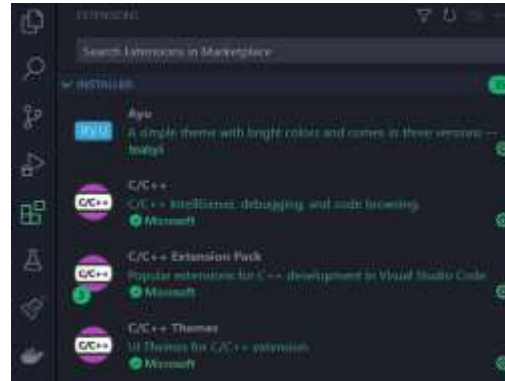 EXTENSIONS
Search Extensions in Marketplace
INSTALLED
Ayu
A simple theme with bright colors and comes in three versions —
teabyii
C/C++
C/C++
C/C++ IntelliSense, debugging, and code browsing.
Microsoft
C/C++
C/C++ Extension Pack
Popular extensions for C++ development in Visual Studio Code.
3
Microsoft
C/C++
C/C++ Themes
UI Themes for C/C++ extension.
Microsoft